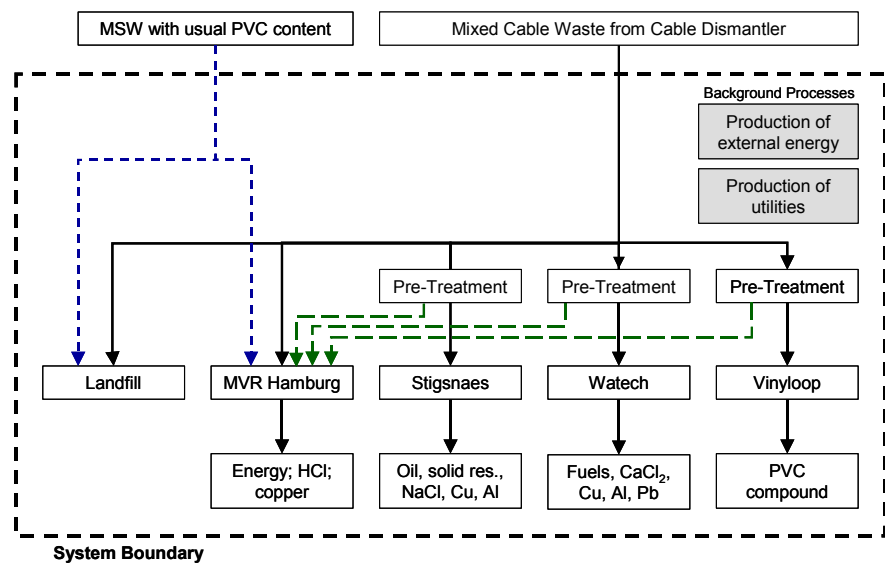 MSW with usual PVC content
Mixed Cable Waste from Cable Dismantler
Background Processes
Production of
external energy
Production of
utilities
Pre-Treatment
Pre-Treatment
Pre-Treatment
Landfill
MVR Hamburg
Stigsnaes
Watech
Vinyloop
Energy; HCl;
copper
Oil, solid res.,
NaCl, Cu, Al
Fuels, CaCl₂,
Cu, Al, Pb
PVC
compound
System Boundary